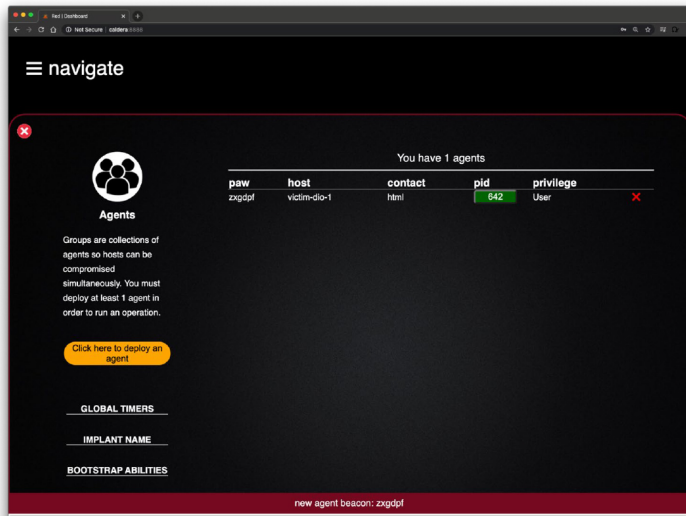 Red | Dashboard
Not Secure | caldera:8888
navigate
You have 1 agents
paw host contact pid privilege
zxgdpf victim-dio-1 html 642 User
Agents
Groups are collections of
agents so hosts can be
compromised
simultaneously. You must
deploy at least 1 agent in
order to run an operation.
Click here to deploy an
agent
GLOBAL TIMERS
IMPLANT NAME
BOOTSTRAP ABILITIES
new agent beacon: zxgdpf